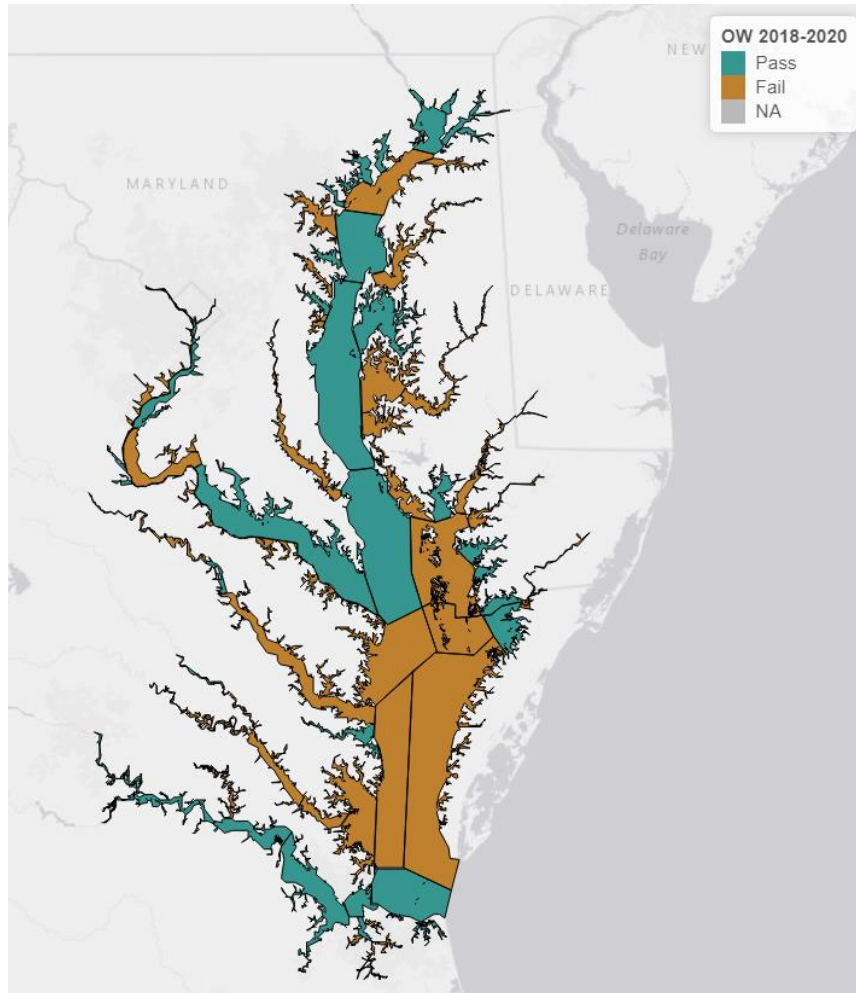 OW 2018-2020
Pass
Fail
NA
NEW
MARYLAND
Delaware
Bay
DELAWARE